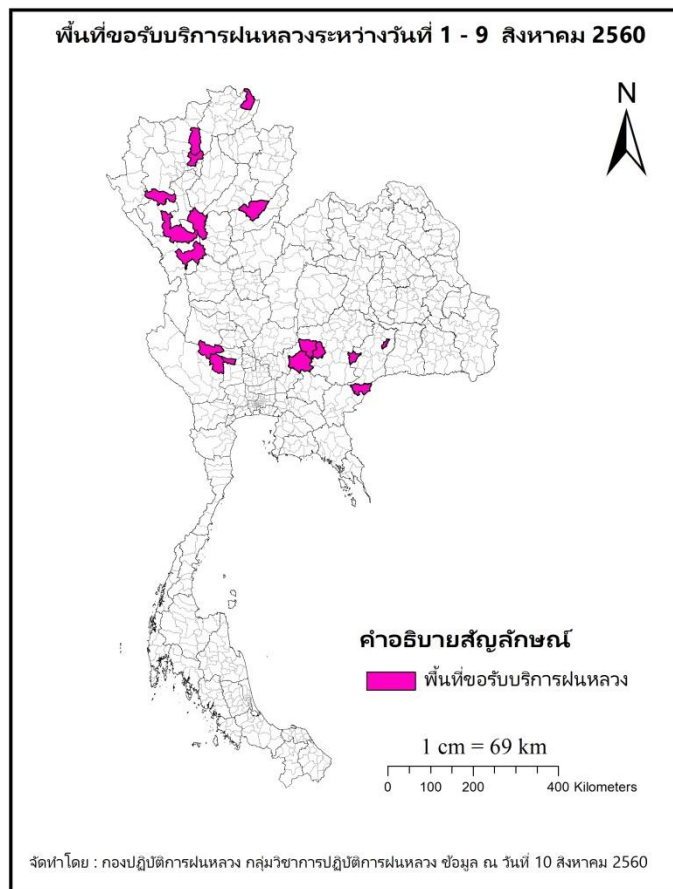 พื้นที่ขอรับบริการฝนหลวงระหว่างวันที่ 1 - 9 สิงหาคม 2560
N
คำอธิบายสัญลักษณ์
พื้นที่ขอรับบริการฝนหลวง
1 cm = 69 km
0 100 200 400 Kilometers
จัดทำโดย : กองปฏิบัติการฝนหลวง กลุ่มวิชาการปฏิบัติการฝนหลวง ข้อมูล ณ วันที่ 10 สิงหาคม 2560